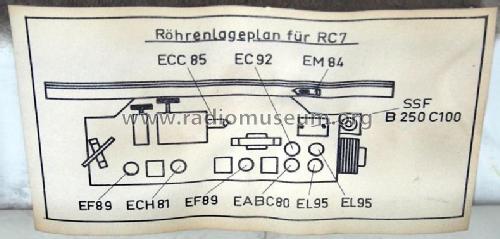 Röhrenlageplan für RC7
ECC 85
EC 92
EM 84
www.radiomuseum.org
SSF
B 250 C100
EF89
ECH 81
EF89
EABC80
EL95
EL95